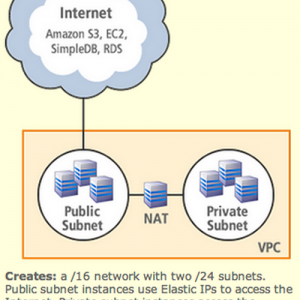 Internet
Amazon S3, EC2,
SimpleDB, RDS
Public
Subnet
NAT
Private
Subnet
VPC
Creates: a /16 network with two /24 subnets.
Public subnet instances use Elastic IPs to access the
Internet. Private subnet instances access the